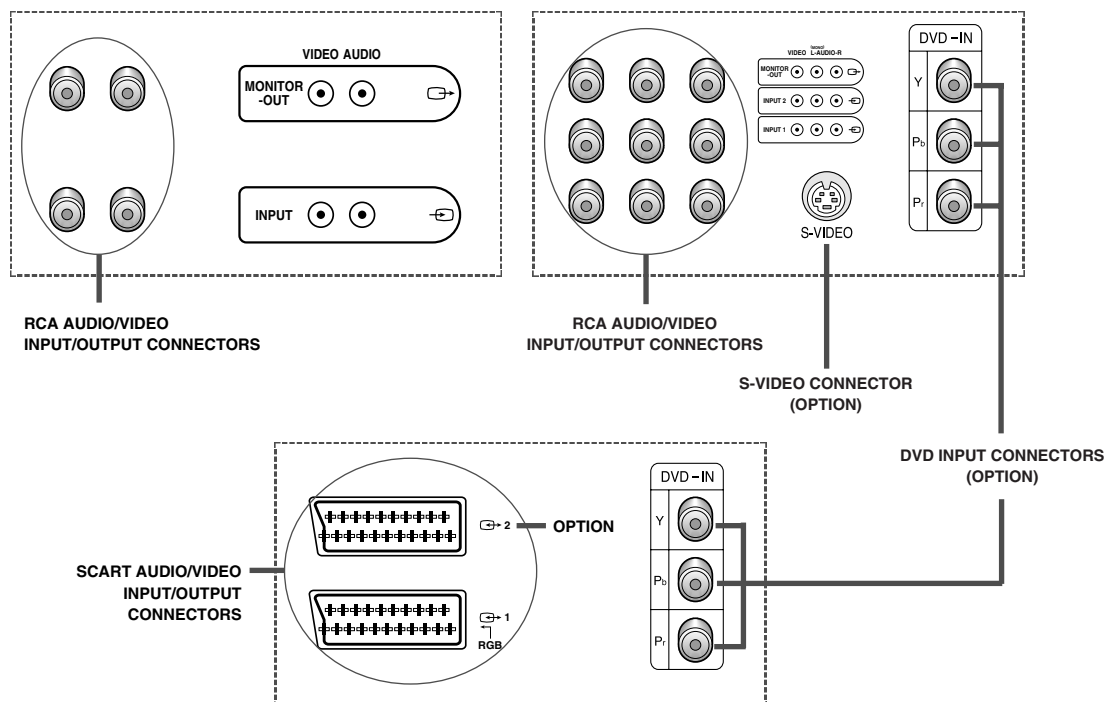 VIDEO AUDIO
MONITOR
-OUT
INPUT
RCA AUDIO/VIDEO
INPUT/OUTPUT CONNECTORS
(MONO)
VIDEO L-AUDIO-R
MONITOR
-OUT
INPUT 2
INPUT 1
S-VIDEO
DVD-IN
Y
Pb
Pr
RCA AUDIO/VIDEO
INPUT/OUTPUT CONNECTORS
S-VIDEO CONNECTOR
(OPTION)
DVD INPUT CONNECTORS
(OPTION)
SCART AUDIO/VIDEO
INPUT/OUTPUT
CONNECTORS
2
OPTION
1
RGB
DVD-IN
Y
Pb
Pr